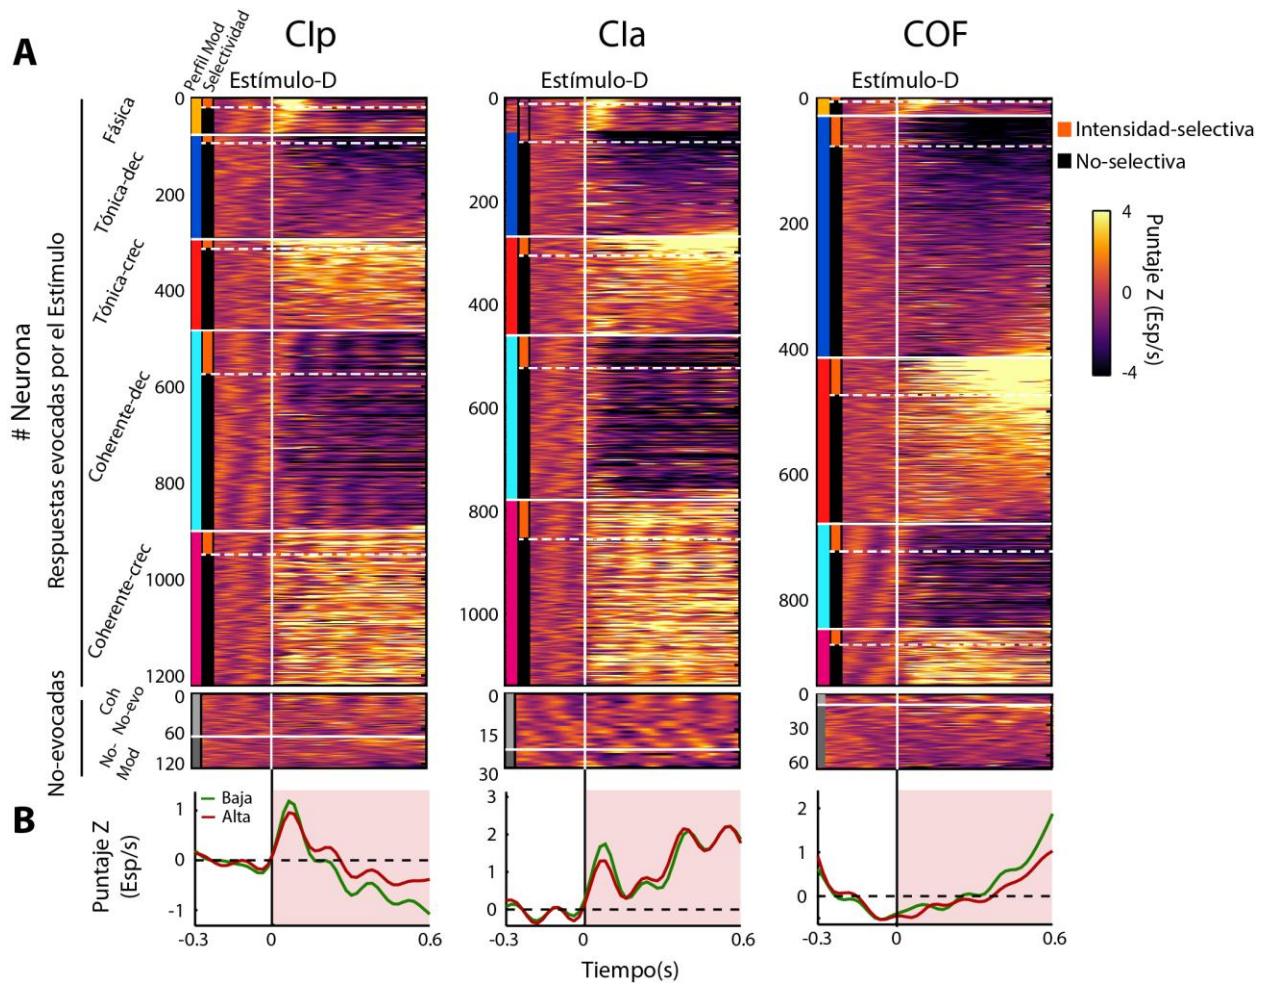 A
CIp
CIa
COF
Perfil Mod
Selectividad
Estímulo-D
Estímulo-D
Estímulo-D
# Neurona
Respuestas evocadas por el Estímulo
Fásica
Tónica-dec
Tónica-crec
Coherente-dec
Coherente-crec
0
200
400
600
800
1000
1200
0
200
400
600
800
1000
0
200
400
600
800
Intensidad-selectiva
No-selectiva
4
0
-4
Puntaje Z (Esp/s)
No-evocadas
Coh
No-evo
No-
Mod
0
60
120
0
15
30
0
30
60
B
Puntaje Z
(Esp/s)
Baja
Alta
1
0
-1
-0.3
0
0.6
3
2
1
0
-0.3
0
0.6
2
1
0
-0.3
0
0.6
Tiempo(s)